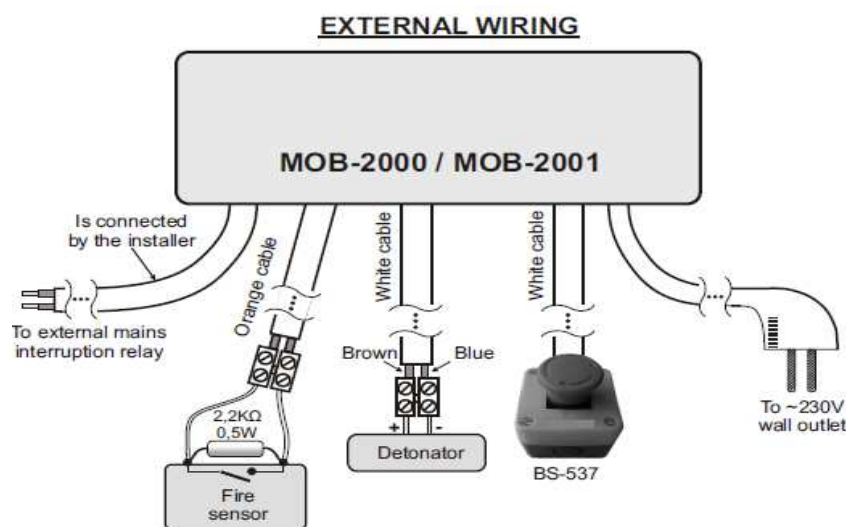 EXTERNAL WIRING
MOB-2000 / MOB-2001
Is connected
by the installer
Orange cable
White cable
White cable
To external mains
interruption relay
Brown
Blue
To ~230V
wall outlet
2,2KΩ
0,5W
+ -
Detonator
BS-537
Fire
sensor